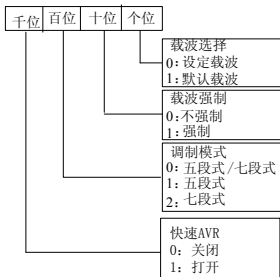 千位 百位 十位 个位
载波选择
0:设定载波
1:默认载波
载波强制
0:不强制
1:强制
调制模式
0:五段式/七段式
1:五段式
2:七段式
快速AVR
0:关闭
1:打开